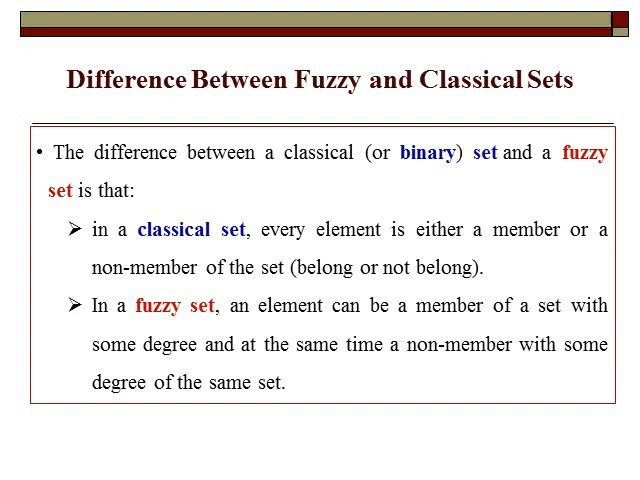 Difference Between Fuzzy and Classical Sets
• The difference between a classical (or binary) set and a fuzzy
set is that:
➢ in a classical set, every element is either a member or a
non-member of the set (belong or not belong).
➢ In a fuzzy set, an element can be a member of a set with
some degree and at the same time a non-member with some
degree of the same set.